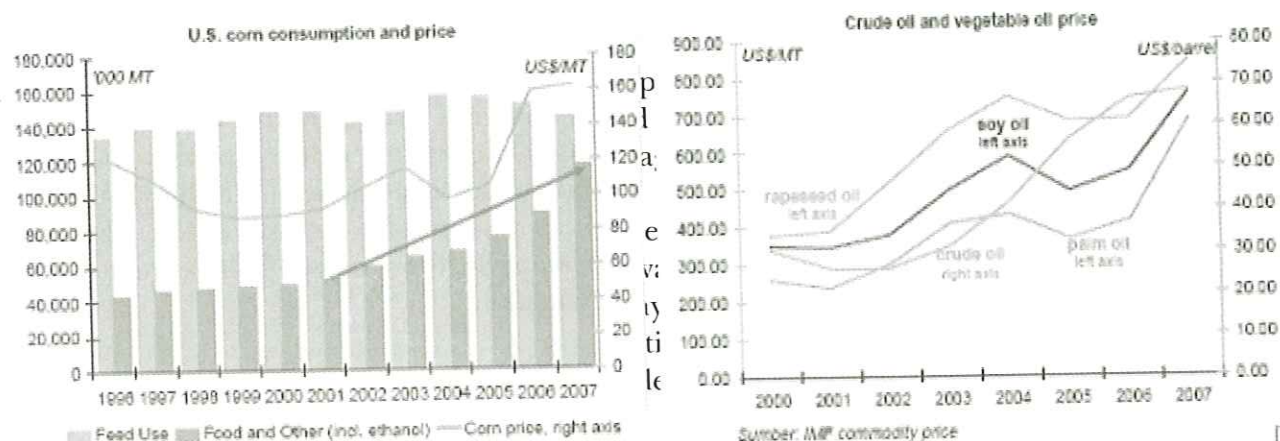 U.S. corn consumption and price
'000 MT
US$/MT
180,000
160,000
140,000
120,000
100,000
80,000
60,000
40,000
20,000
0
180
160
140
120
100
80
60
40
20
0
1996 1997 1998 1999 2000 2001 2002 2003 2004 2005 2006 2007
Feed Use Food and Other (incl. ethanol) Corn price, right axis
Crude oil and vegetable oil price
US$/MT
US$/barrel
900.00
800.00
700.00
600.00
500.00
400.00
300.00
200.00
100.00
0.00
80.00
70.00
60.00
50.00
40.00
30.00
20.00
10.00
0.00
soy oil
left axis
rapeseed oil
left axis
crude oil
right axis
palm oil
left axis
2000 2001 2002 2003 2004 2005 2006 2007
Sumber: IMF commodity price